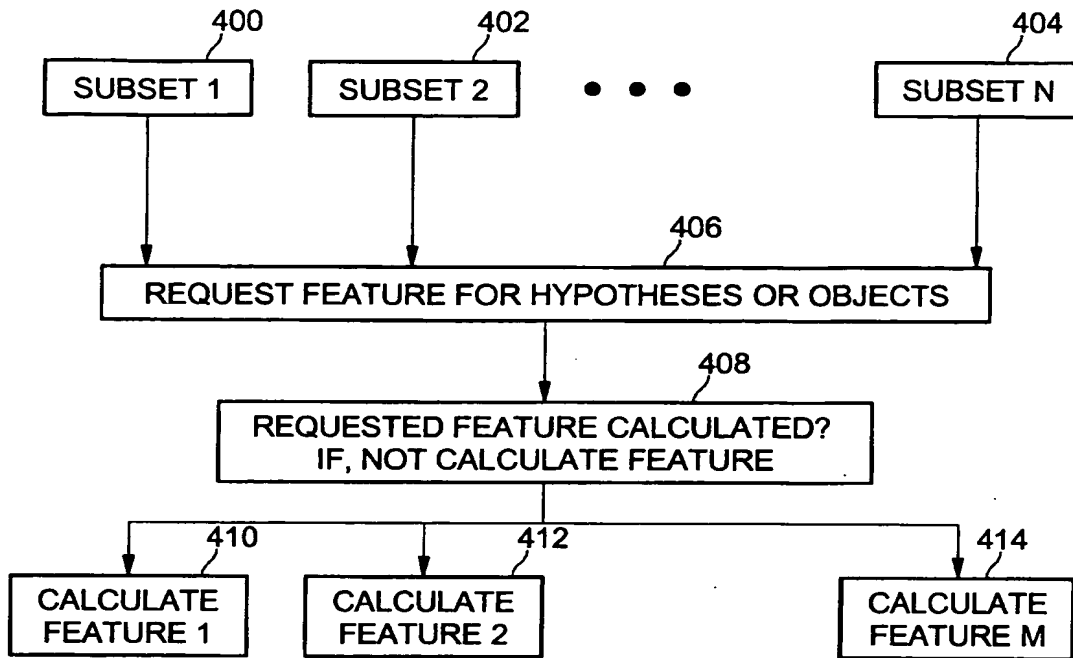 400
402
404
SUBSET 1
SUBSET 2
SUBSET N
406
REQUEST FEATURE FOR HYPOTHESES OR OBJECTS
408
REQUESTED FEATURE CALCULATED?
IF, NOT CALCULATE FEATURE
410
412
414
CALCULATE
FEATURE 1
CALCULATE
FEATURE 2
CALCULATE
FEATURE M